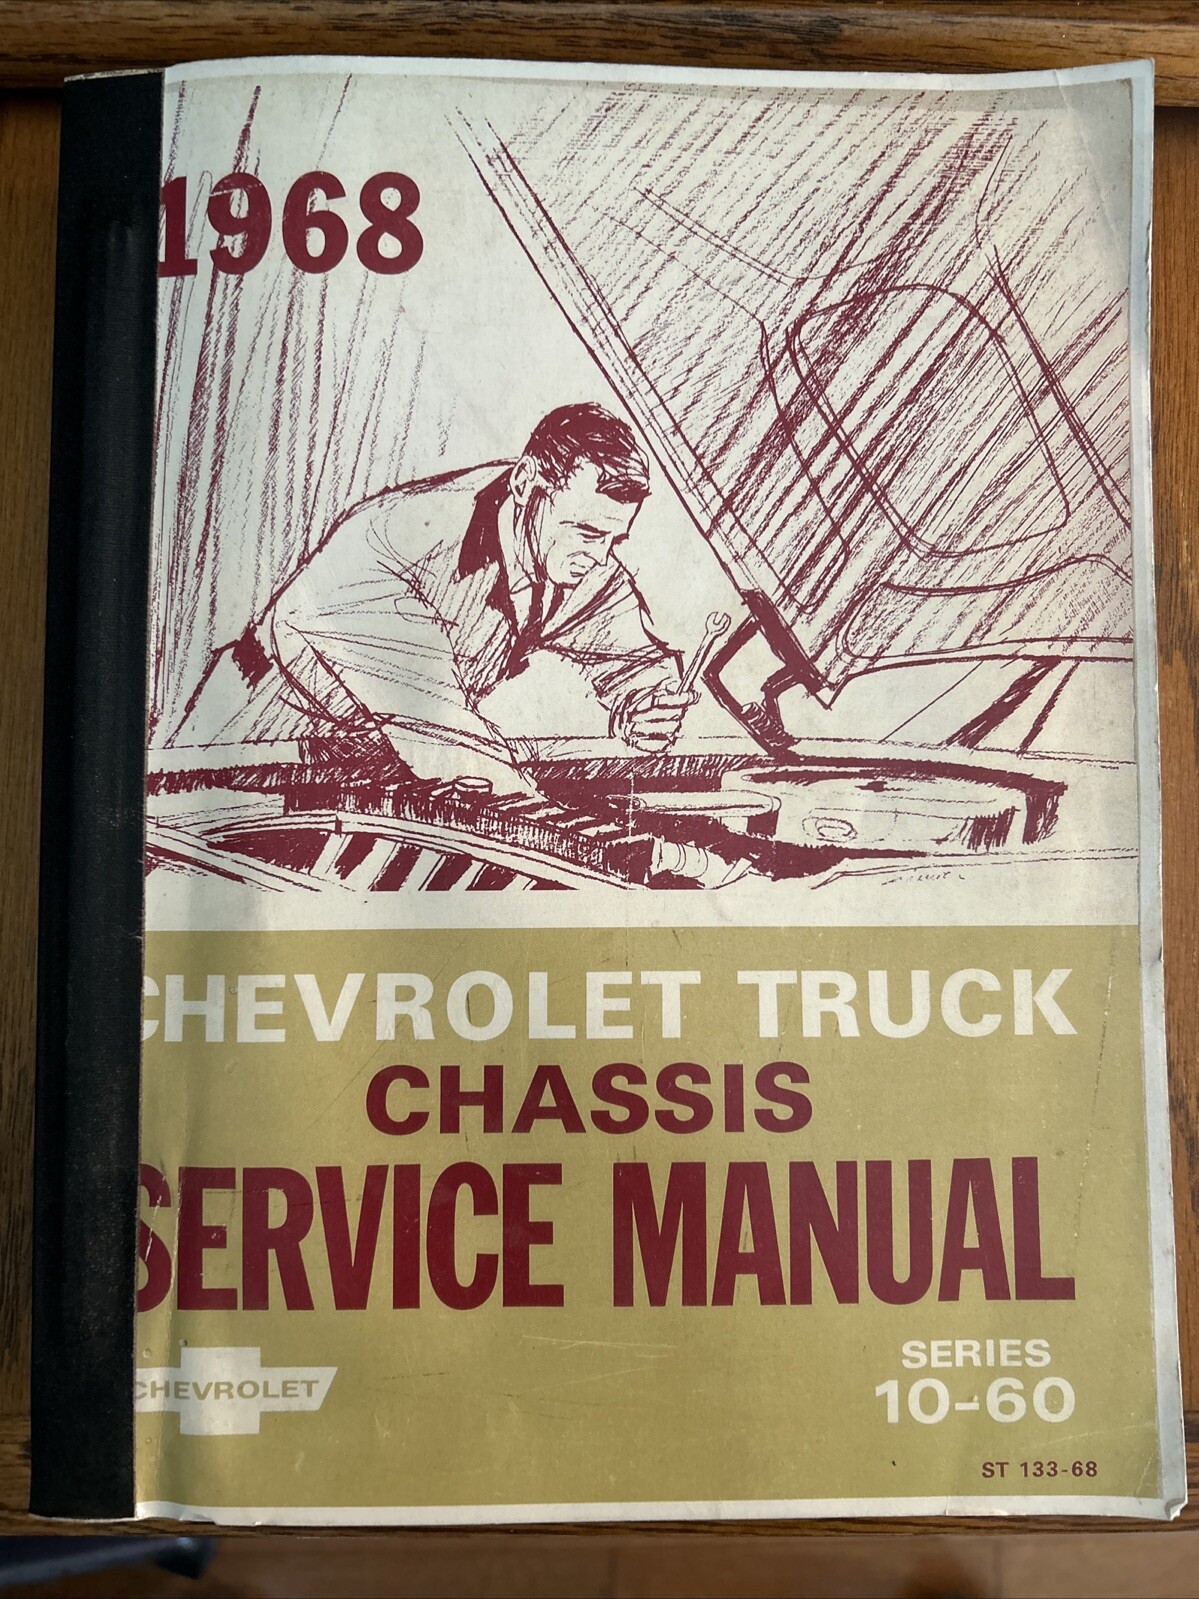 1968
CHEVROLET TRUCK
CHASSIS
SERVICE MANUAL
CHEVROLET
SERIES
10-60
ST 133-68